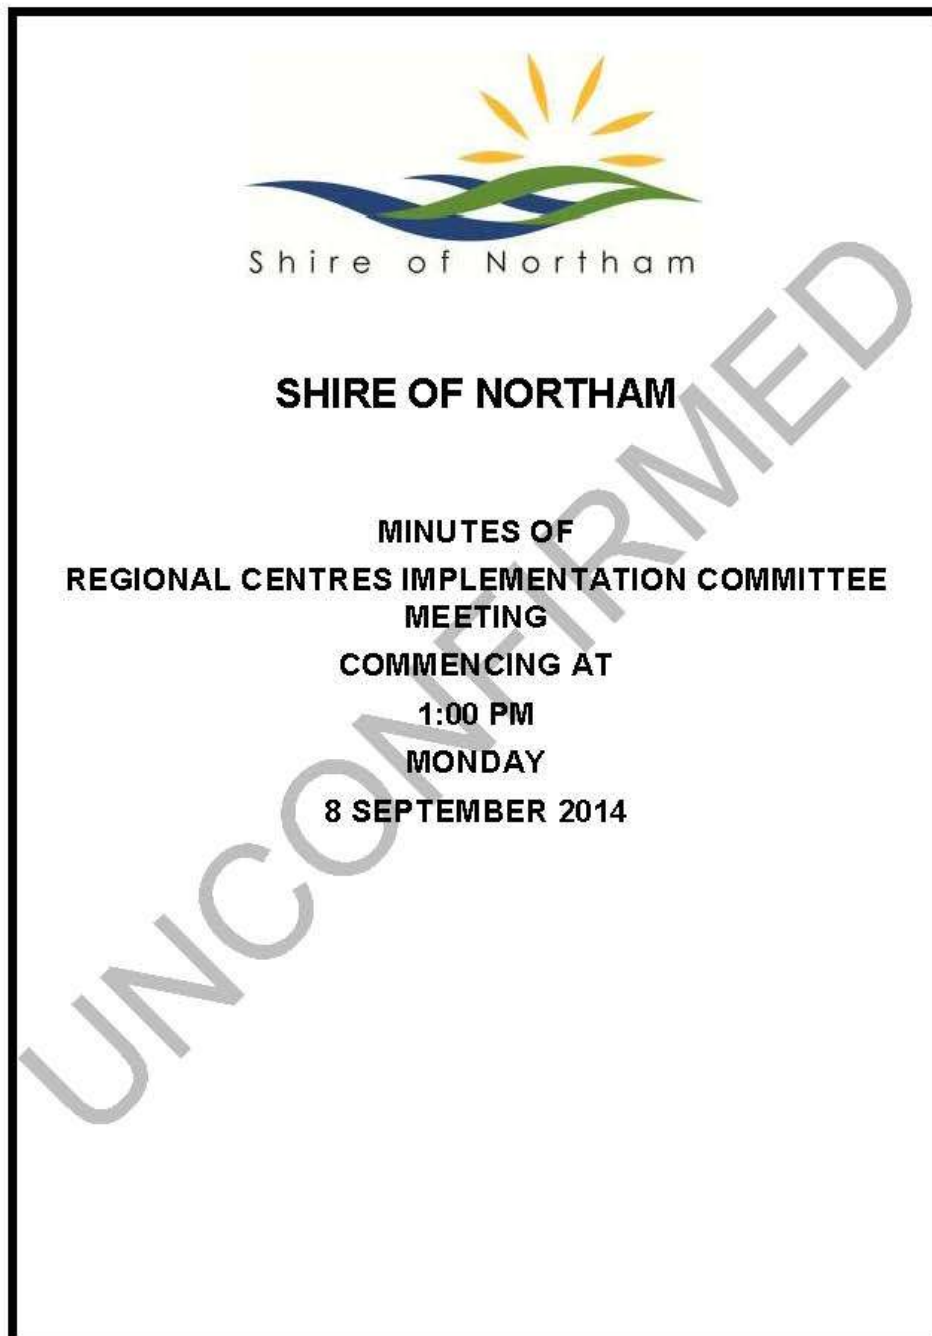 Shire of Northam
SHIRE OF NORTHAM
MINUTES OF
REGIONAL CENTRES IMPLEMENTATION COMMITTEE
MEETING
COMMENCING AT
1:00 PM
MONDAY
8 SEPTEMBER 2014
UNCONFIRMED